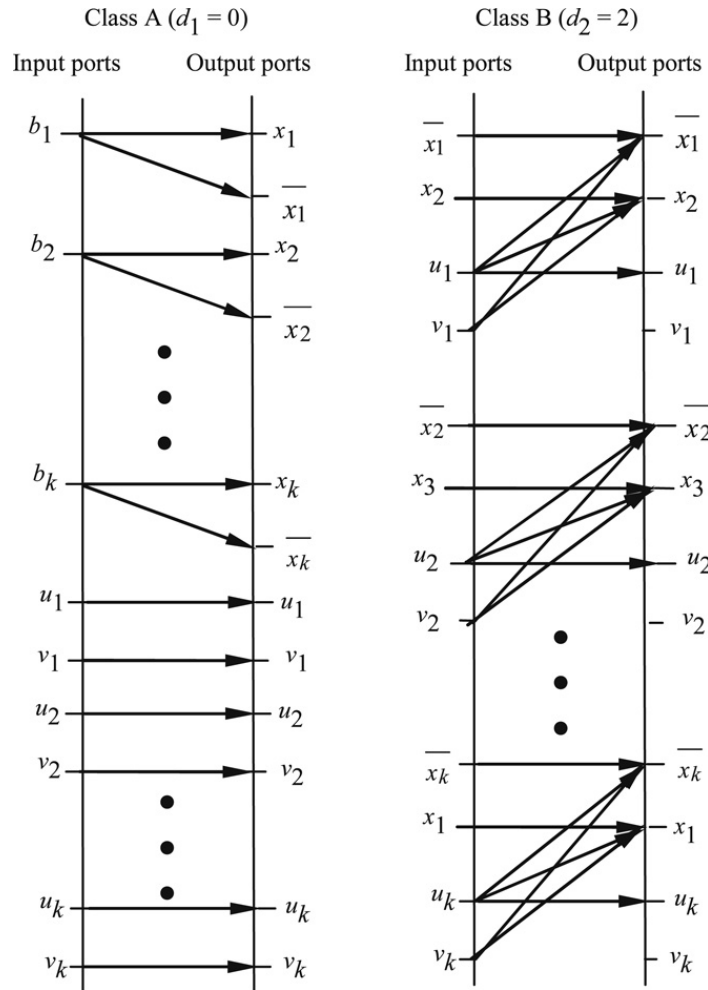 Class A (d₁ = 0)
Input ports Output ports
b₁ x₁
x̅₁
b₂ x₂
x̅₂
bₖ xₖ
x̅ₖ
u₁ u₁
v₁ v₁
u₂ u₂
v₂ v₂
uₖ uₖ
vₖ vₖ
Class B (d₂ = 2)
Input ports Output ports
x̅₁ x̅₁
x₂ x₂
u₁ u₁
v₁ v₁
x̅₂ x̅₂
x₃ x₃
u₂ u₂
v₂ v₂
x̅ₖ x̅ₖ
x₁ x₁
uₖ uₖ
vₖ vₖ